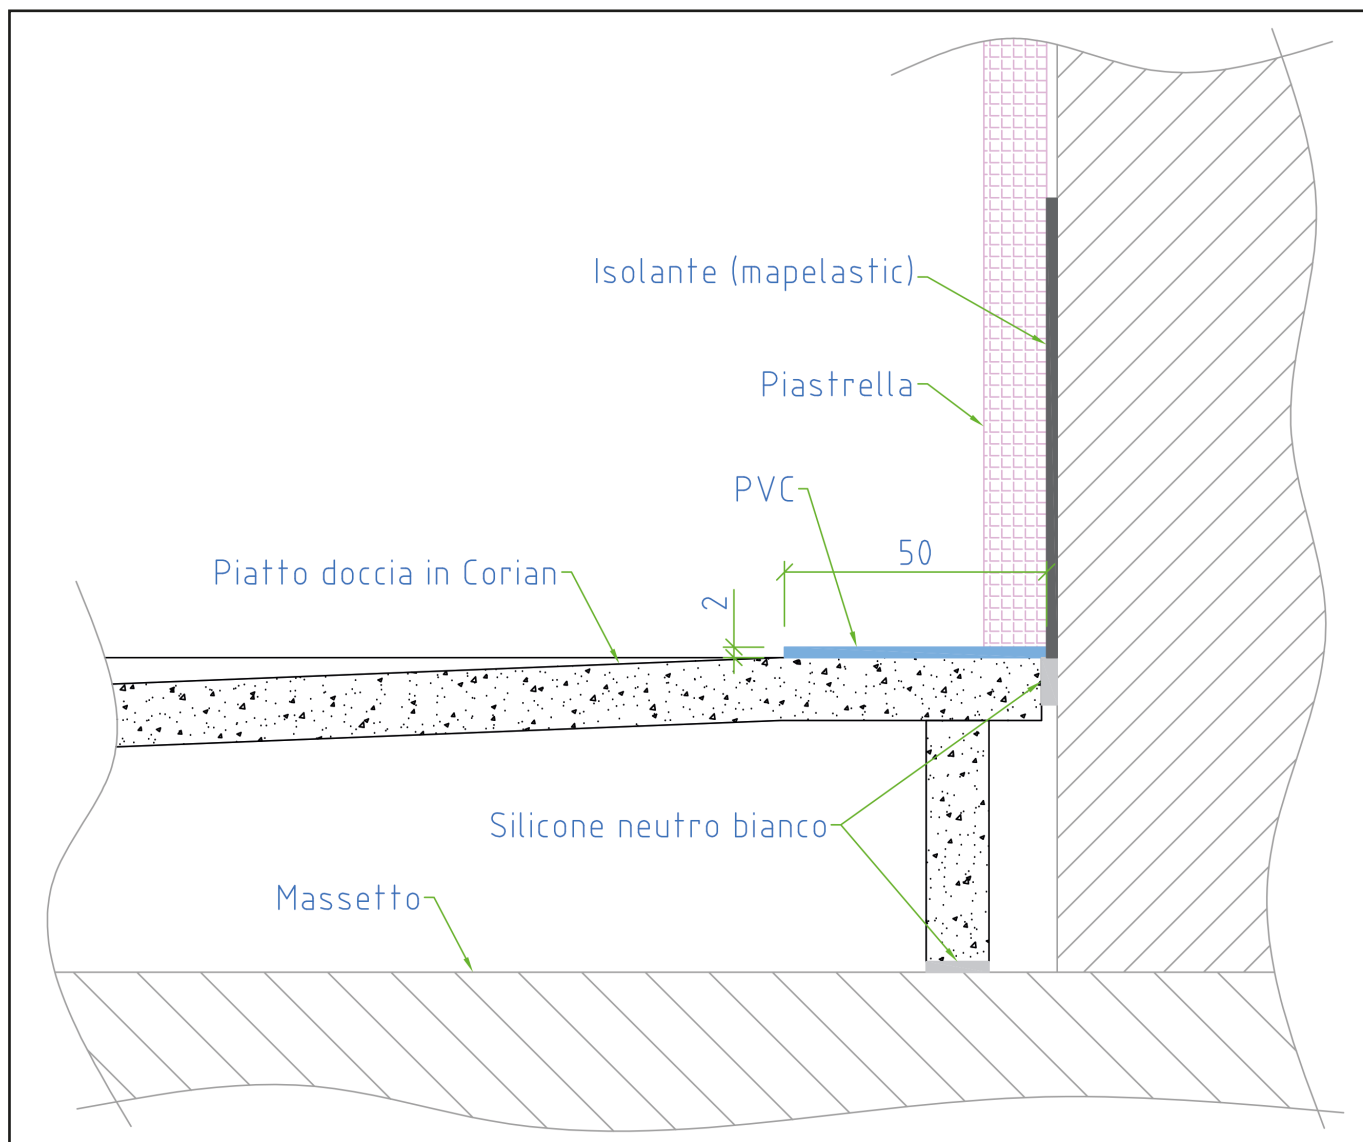 Isolante (mapelastic)
Piastrella
PVC
50
Piatto doccia in Corian
2
Silicone neutro bianco
Massetto